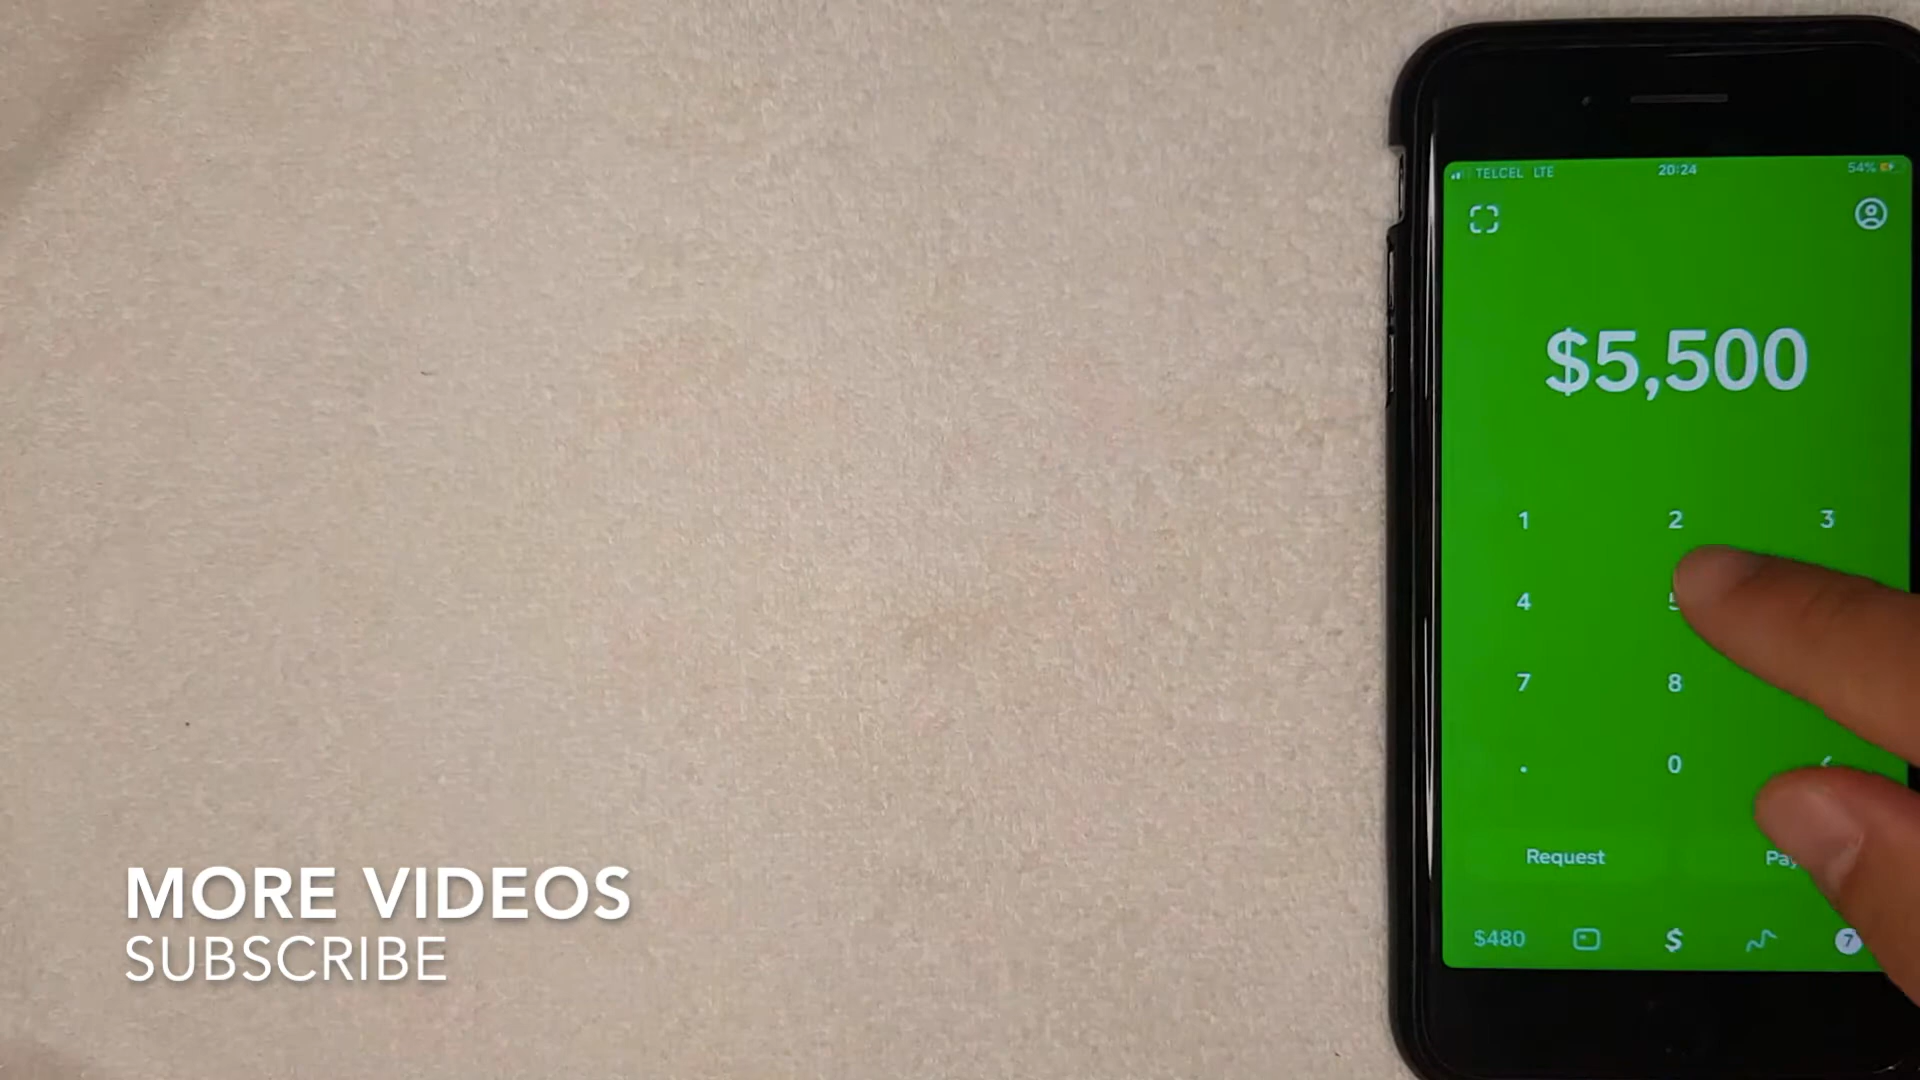 TELCEL LTE 20:24 54%
$5,500
1 2 3
4
7 8
. 0
Request
$480 $ 7
MORE VIDEOS
SUBSCRIBE